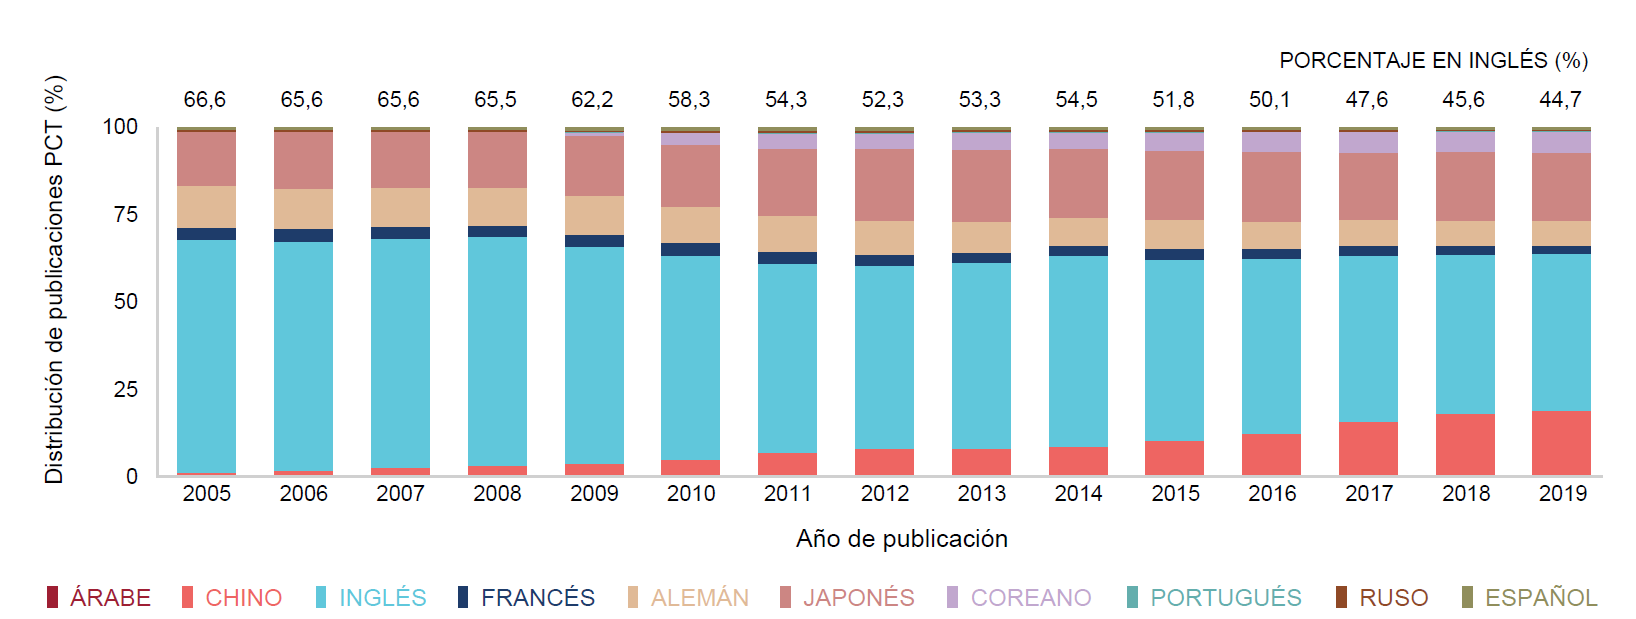 PORCENTAJE EN INGLÉS (%)
66,6 65,6 65,6 65,5 62,2 58,3 54,3 52,3 53,3 54,5 51,8 50,1 47,6 45,6 44,7
Distribución de publicaciones PCT (%)
100
75
50
25
0
2005 2006 2007 2008 2009 2010 2011 2012 2013 2014 2015 2016 2017 2018 2019
Año de publicación
ÁRABE CHINO INGLÉS FRANCÉS ALEMÁN JAPONÉS COREANO PORTUGUÉS RUSO ESPAÑOL